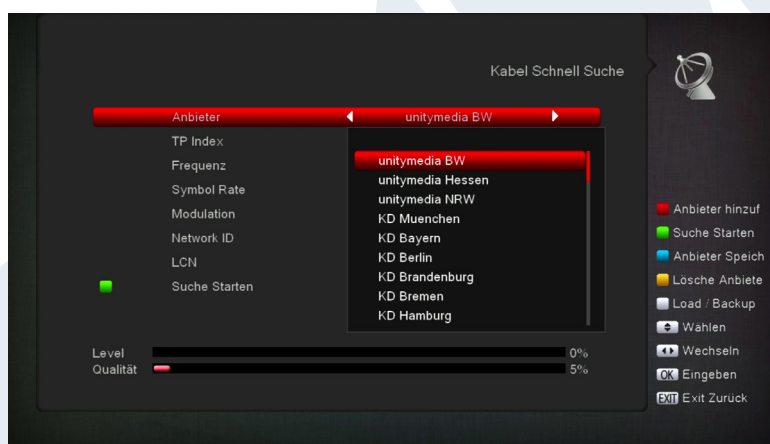 Kabel Schnell Suche
Anbieter unitymedia BW
TP Index
Frequenz
Symbol Rate
Modulation
Network ID
LCN
Suche Starten
unitymedia BW
unitymedia Hessen
unitymedia NRW
KD Muenchen
KD Bayern
KD Berlin
KD Brandenburg
KD Bremen
KD Hamburg
Level 0%
Qualität 5%
Anbieter hinzuf
Suche Starten
Anbieter Speich
Lösche Anbiete
Load / Backup
Wahlen
Wechseln
OK Eingeben
EXIT Exit Zurück